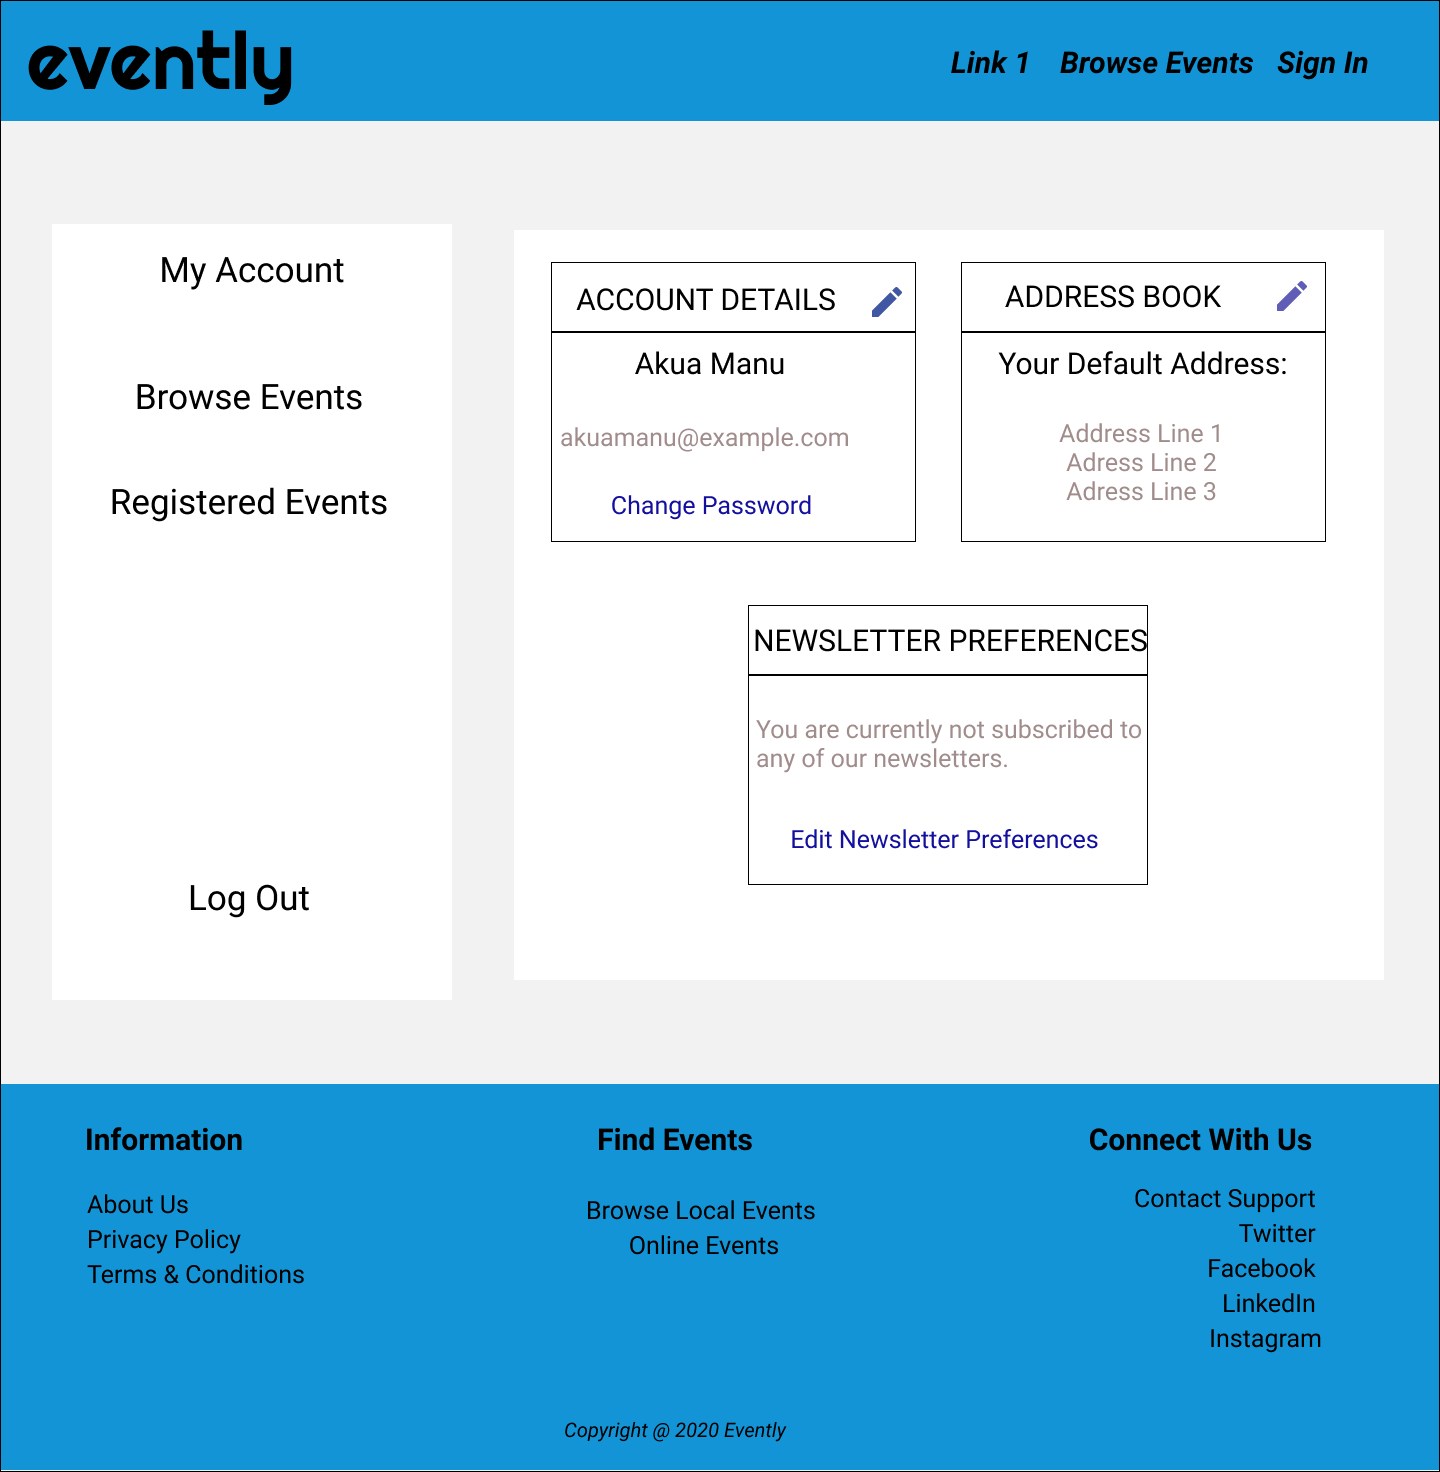 evently
Link 1 Browse Events Sign In
My Account
Browse Events
Registered Events
Log Out
ACCOUNT DETAILS
Akua Manu
akuamanu@example.com
Change Password
ADDRESS BOOK
Your Default Address:
Address Line 1
Adress Line 2
Adress Line 3
NEWSLETTER PREFERENCES
You are currently not subscribed to
any of our newsletters.
Edit Newsletter Preferences
Information
About Us
Privacy Policy
Terms & Conditions
Find Events
Browse Local Events
Online Events
Connect With Us
Contact Support
Twitter
Facebook
LinkedIn
Instagram
Copyright @ 2020 Evently